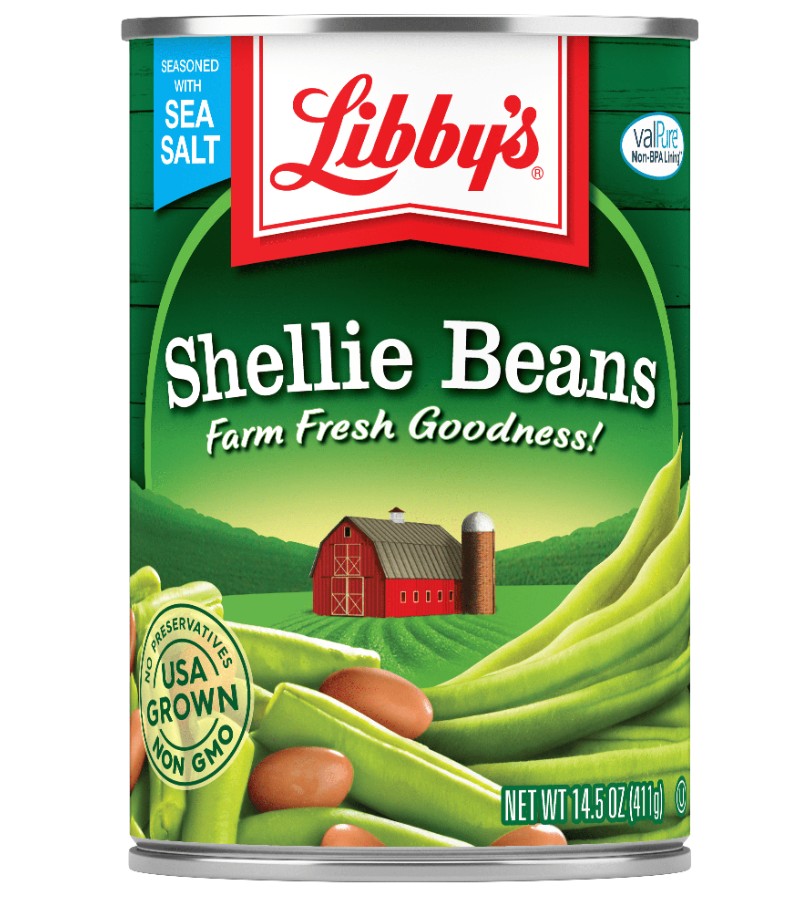 SEASONED
WITH
SEA
SALT
Libby's®
valPure
Non-BPA Lining™
Shellie Beans
Farm Fresh Goodness!
NO PRESERVATIVES
USA
GROWN
NON GMO
NET WT 14.5 OZ (411g)
U